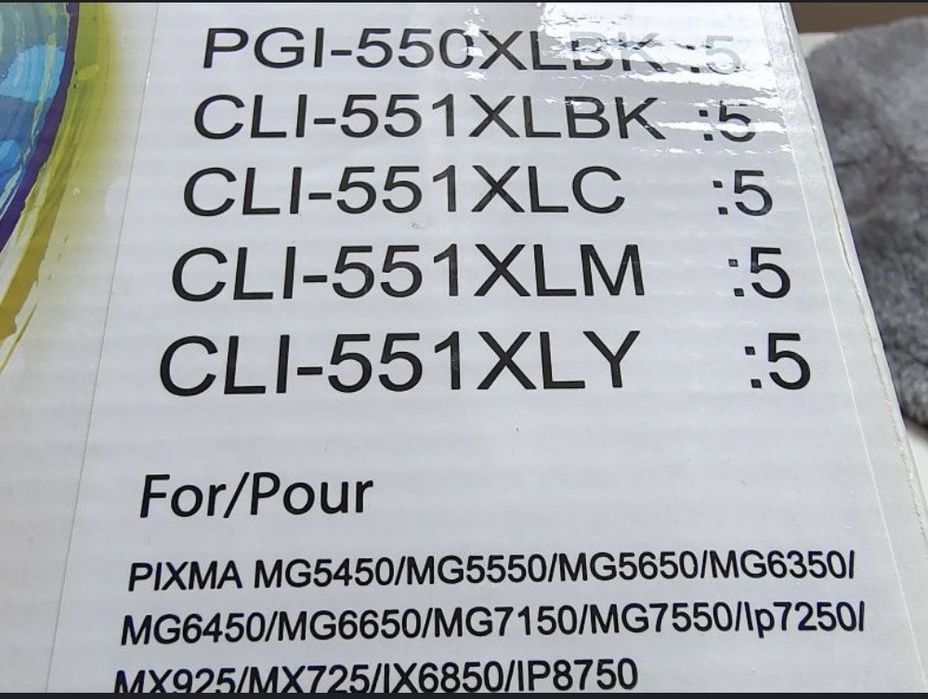 PGI-550XLBK :5
CLI-551XLBK :5
CLI-551XLC :5
CLI-551XLM :5
CLI-551XLY :5
For/Pour
PIXMA MG5450/MG5550/MG5650/MG6350/
MG6450/MG6650/MG7150/MG7550/Ip7250/
MX925/MX725/IX6850/IP8750